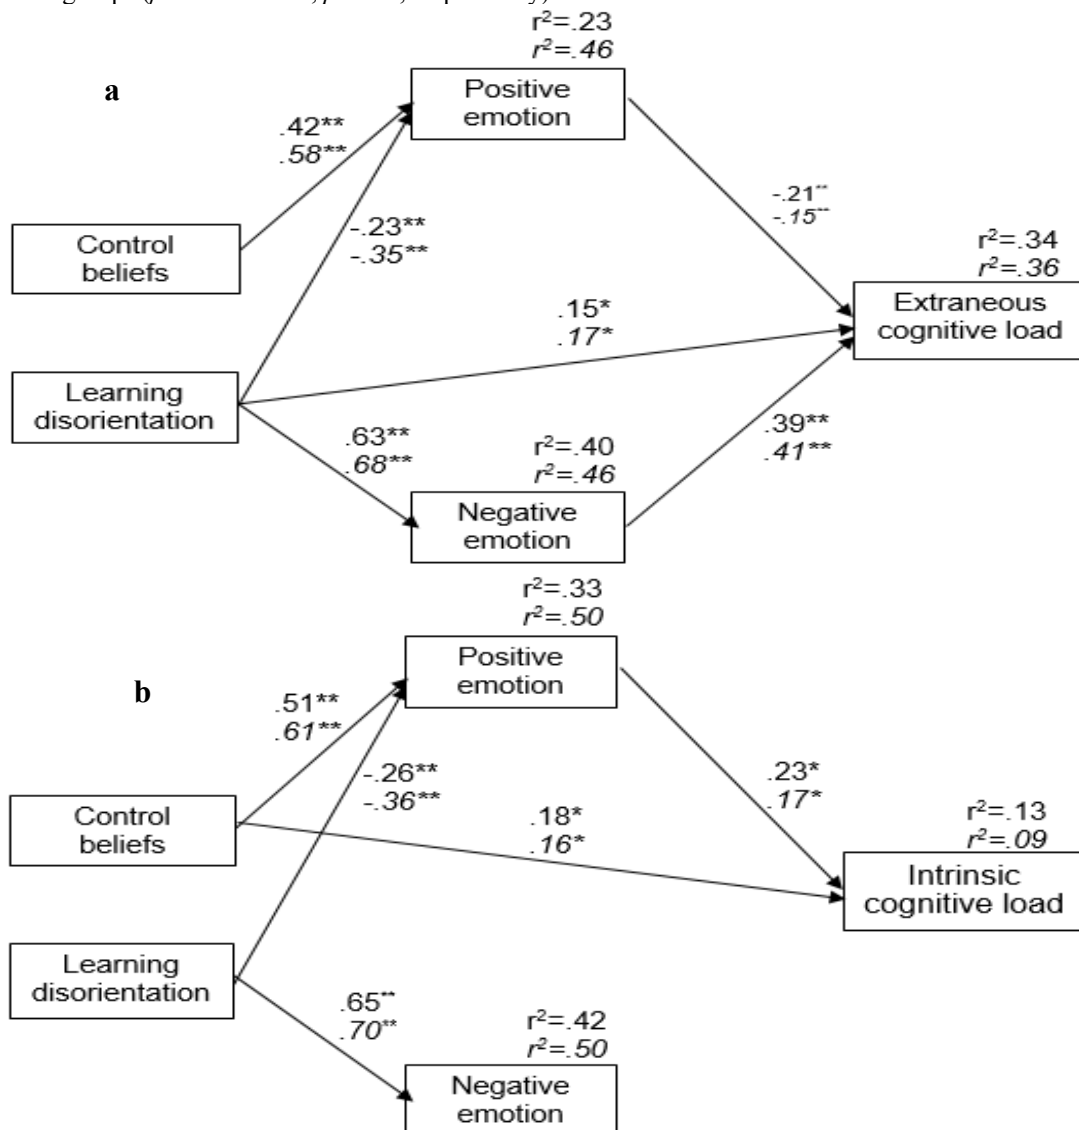 r²=.23
r²=.46
a
Positive
emotion
.42**
.58**
-.21**
-.15**
-.23**
-.35**
Control
beliefs
r²=.34
r²=.36
Extraneous
cognitive load
.15*
.17*
Learning
disorientation
.63**
.68**
r²=.40
r²=.46
.39**
.41**
Negative
emotion
r²=.33
r²=.50
Positive
emotion
b
.51**
.61**
-.26**
-.36**
.23*
.17*
Control
beliefs
.18*
.16*
r²=.13
r²=.09
Intrinsic
cognitive load
Learning
disorientation
.65**
.70**
r²=.42
r²=.50
Negative
emotion